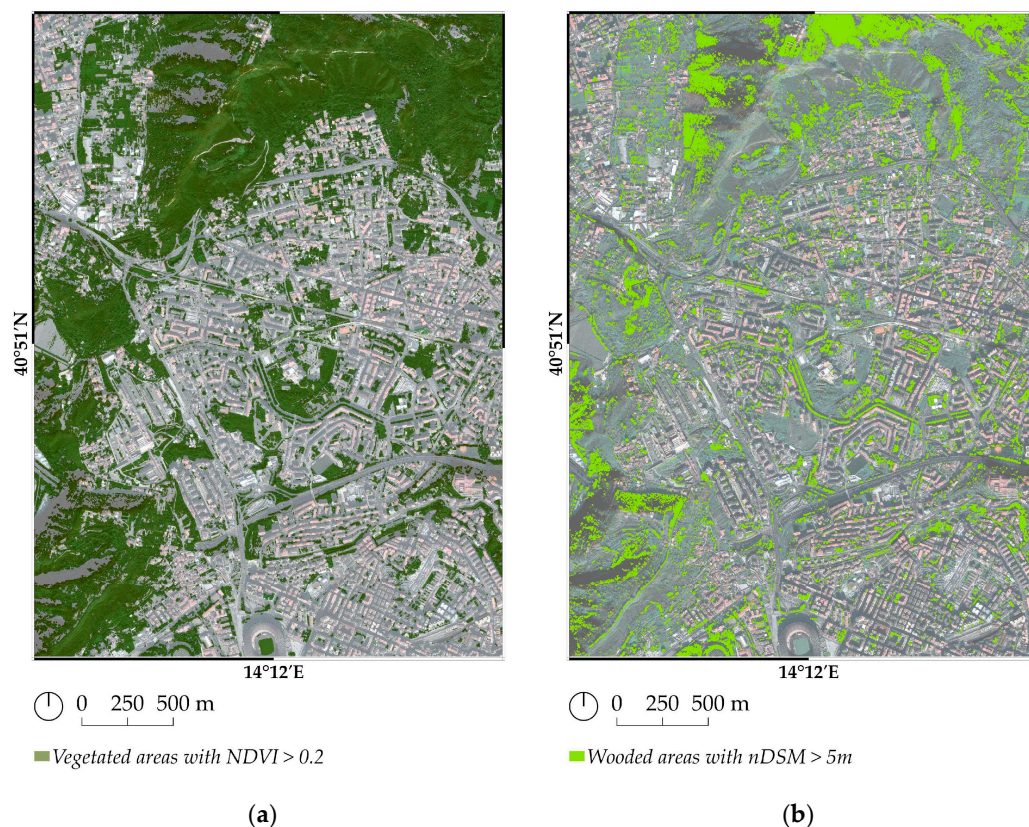 40°51′N
14°12′E
0 250 500 m
Vegetated areas with NDVI > 0.2
(a)
40°51′N
14°12′E
0 250 500 m
Wooded areas with nDSM > 5m
(b)